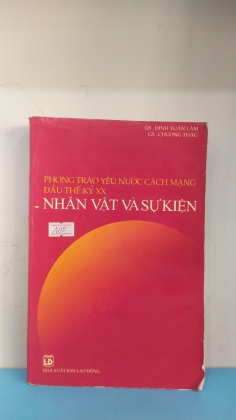 GS. ĐINH XUÂN LÂM
GS. CHƯƠNG THÂU
PHONG TRÀO YÊU NƯỚC CÁCH MẠNG
ĐẦU THẾ KỶ XX
NHÂN VẬT VÀ SỰ KIỆN
LĐ
NHÀ XUẤT BẢN LAO ĐỘNG